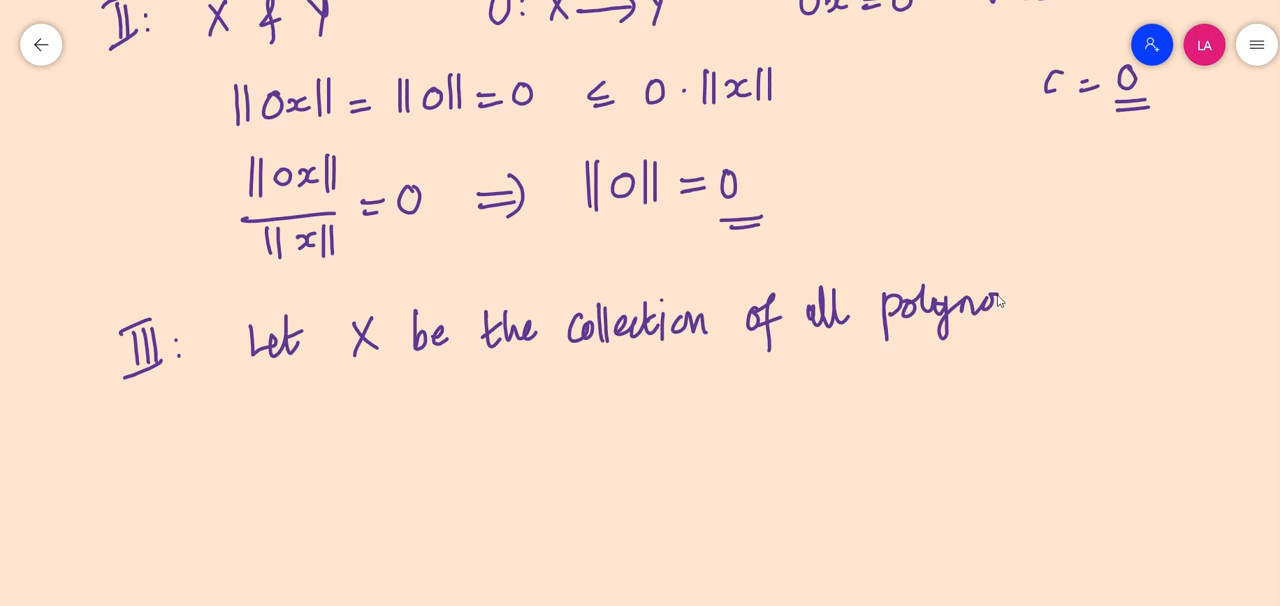 II: X & Y 0: X → Y 0x = 0
||0x|| = ||0|| = 0 ≤ 0 · ||x|| c = 0
||0x|| / ||x|| = 0 ⇒ ||0|| = 0
III: Let X be the collection of all polyno
LA